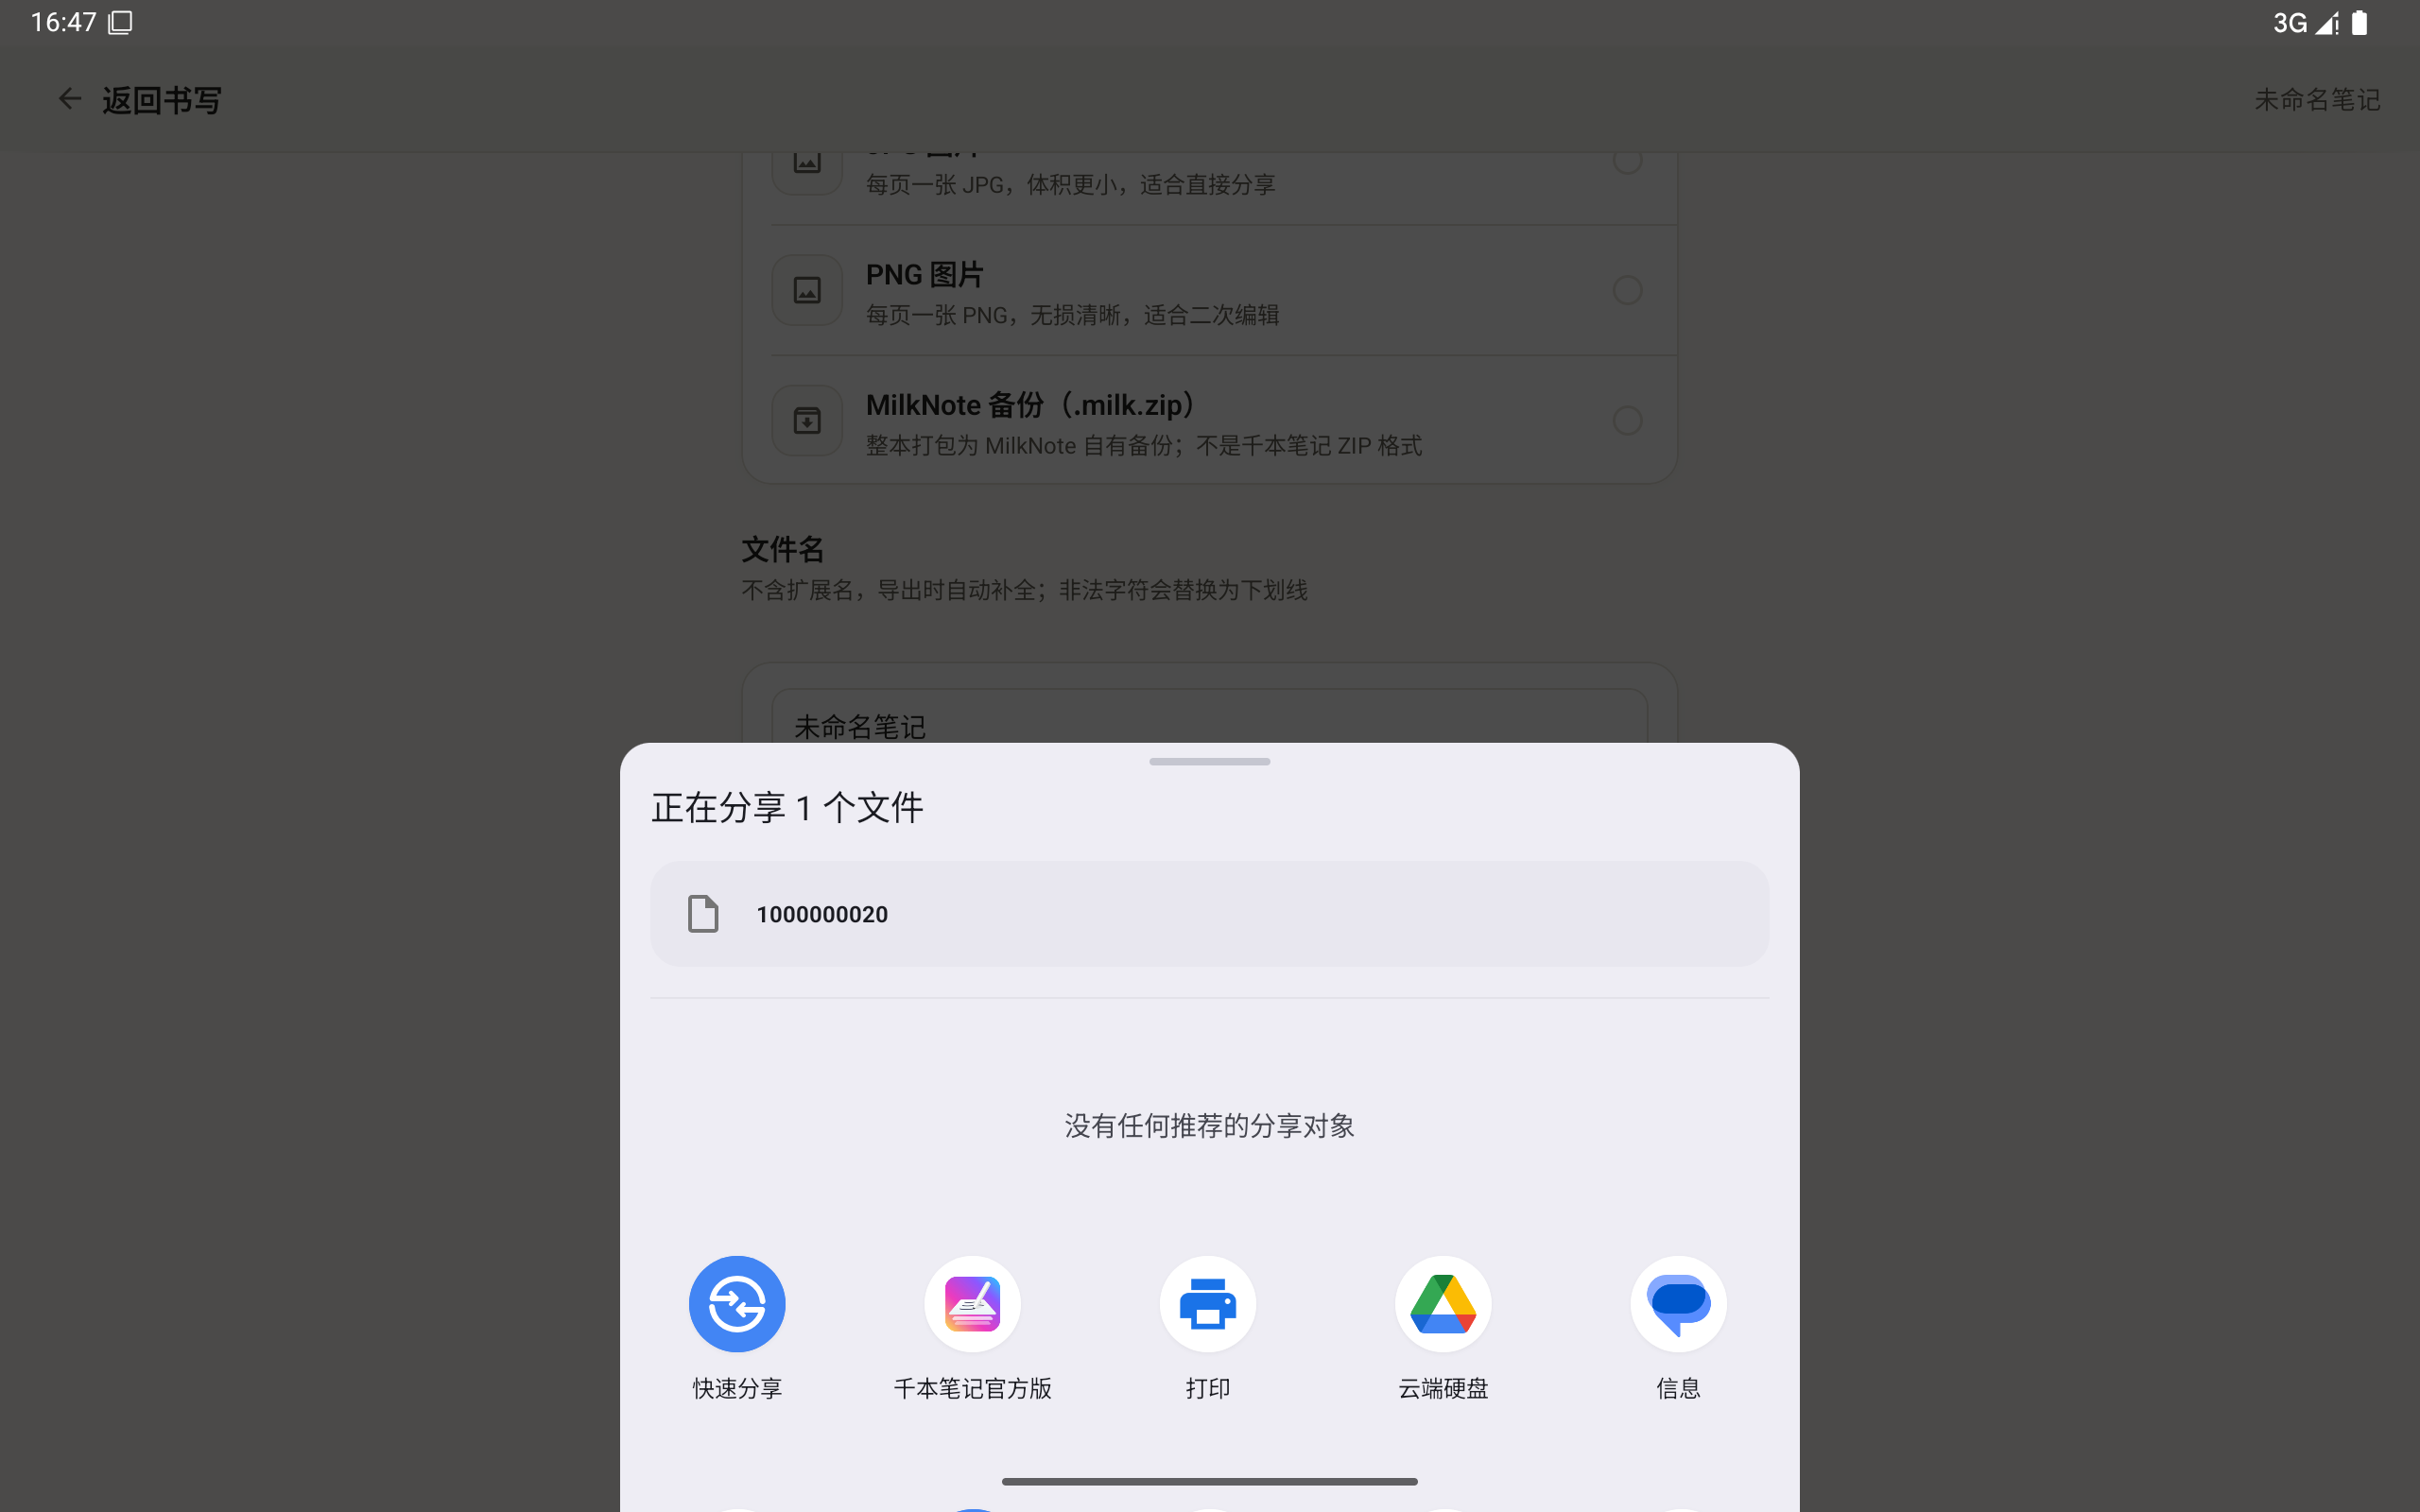 16:47
3G
返回书写
未命名笔记
每页一张 JPG，体积更小，适合直接分享
PNG 图片
每页一张 PNG，无损清晰，适合二次编辑
MilkNote 备份（.milk.zip）
整本打包为 MilkNote 自有备份；不是千本笔记 ZIP 格式
文件名
不含扩展名，导出时自动补全；非法字符会替换为下划线
未命名笔记
正在分享 1 个文件
1000000020
没有任何推荐的分享对象
快速分享
千本笔记官方版
打印
云端硬盘
信息